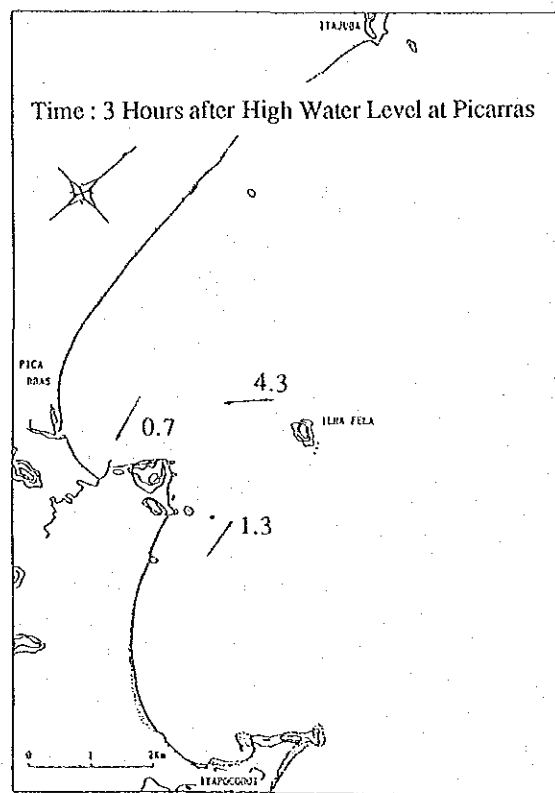 ITAJUBA
Time : 3 Hours after High Water Level at Picarras
PICA
RRAS
4.3
0.7
ILHA FELA
1.3
0 1 2Km
ITAPOCOROI